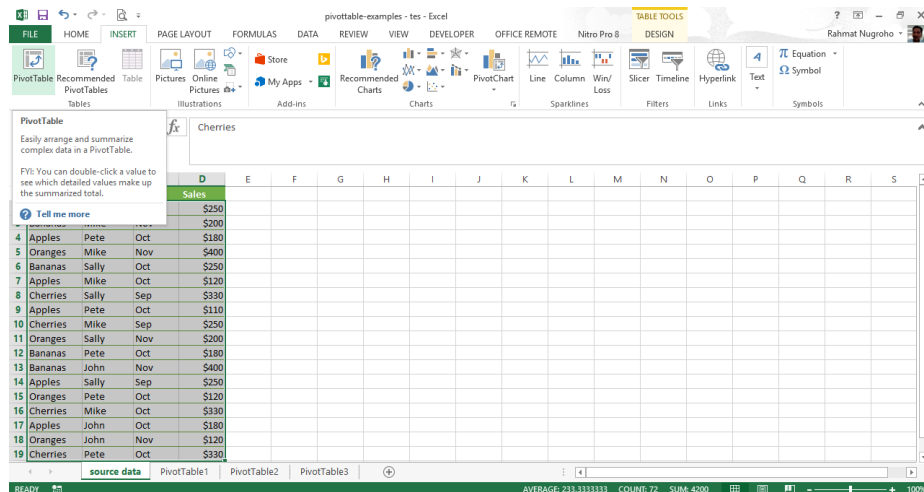 pivottable-examples - tes - Excel
TABLE TOOLS
FILE HOME INSERT PAGE LAYOUT FORMULAS DATA REVIEW VIEW DEVELOPER OFFICE REMOTE Nitro Pro 8 DESIGN Rahmat Nugroho
PivotTable
Recommended PivotTables
Table
Tables
Pictures
Online Pictures
Illustrations
Store
My Apps
Add-ins
Recommended Charts
PivotChart
Charts
Line
Column
Win/Loss
Sparklines
Slicer
Timeline
Filters
Hyperlink
Links
Text
Equation
Symbol
Symbols
PivotTable
Easily arrange and summarize
complex data in a PivotTable.
FYI: You can double-click a value to
see which detailed values make up
the summarized total.
Tell me more
fx Cherries
D E F G H I J K L M N O P Q R S
Sales
$250
$200
4 Apples Pete Oct $180
5 Oranges Mike Nov $400
6 Bananas Sally Oct $250
7 Apples Mike Oct $120
8 Cherries Sally Sep $330
9 Apples Pete Oct $110
10 Cherries Mike Sep $250
11 Oranges Sally Nov $200
12 Bananas Pete Oct $180
13 Bananas John Nov $400
14 Apples Sally Sep $250
15 Oranges Pete Oct $120
16 Cherries Mike Oct $330
17 Apples John Oct $180
18 Oranges John Nov $120
19 Cherries Pete Oct $330
source data PivotTable1 PivotTable2 PivotTable3
READY AVERAGE: 233.3333333 COUNT: 72 SUM: 4200 100%